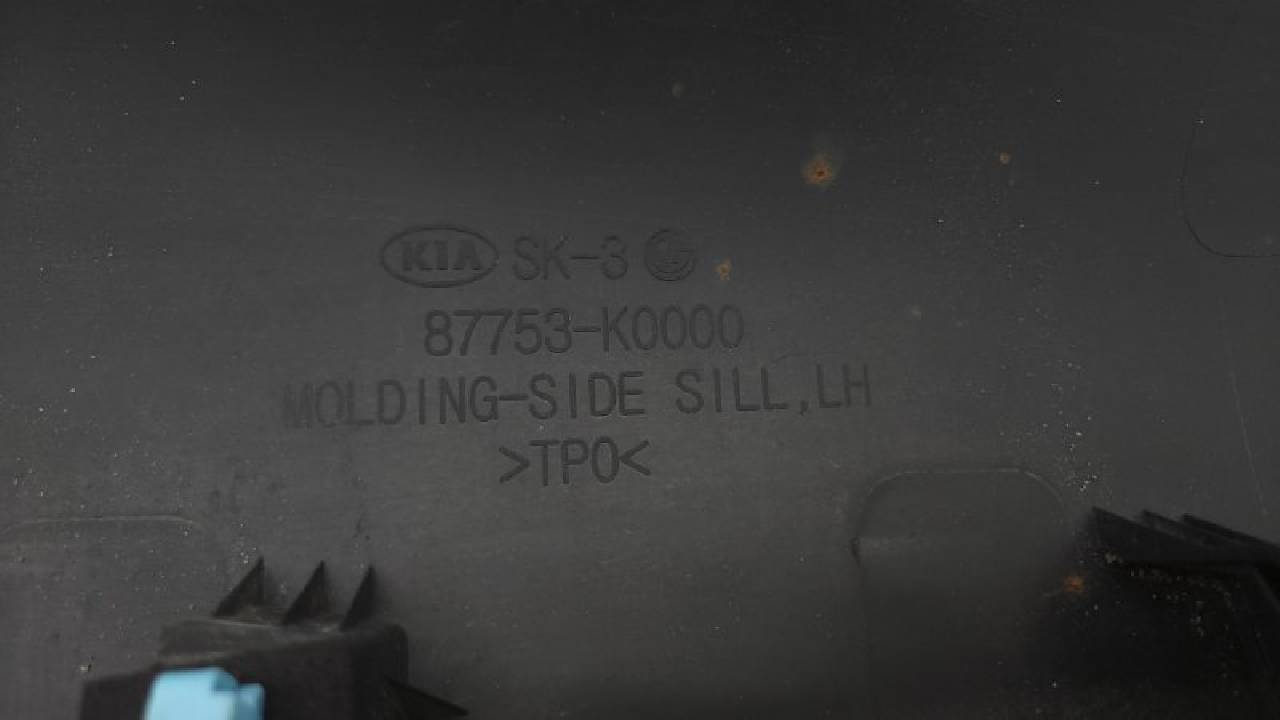 KIA SK-3
87753-K0000
MOLDING-SIDE SILL,LH
>TPO<